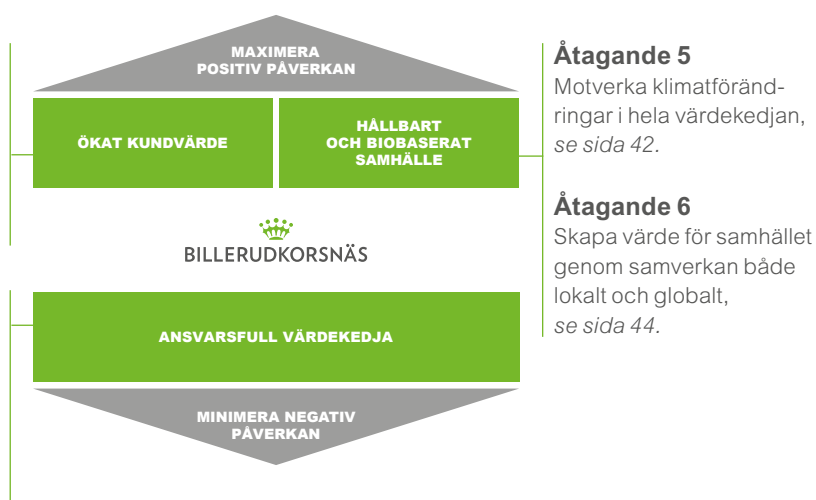 MAXIMERA
POSITIV PÅVERKAN
ÖKAT KUNDVÄRDE
HÅLLBART
OCH BIOBASERAT
SAMHÄLLE
BILLERUDKORSNÄS
ANSVARSFULL VÄRDEKEDJA
MINIMERA NEGATIV
PÅVERKAN
Åtagande 5
Motverka klimatföränd-
ringar i hela värdekedjan,
se sida 42.
Åtagande 6
Skapa värde för samhället
genom samverkan både
lokalt och globalt,
se sida 44.